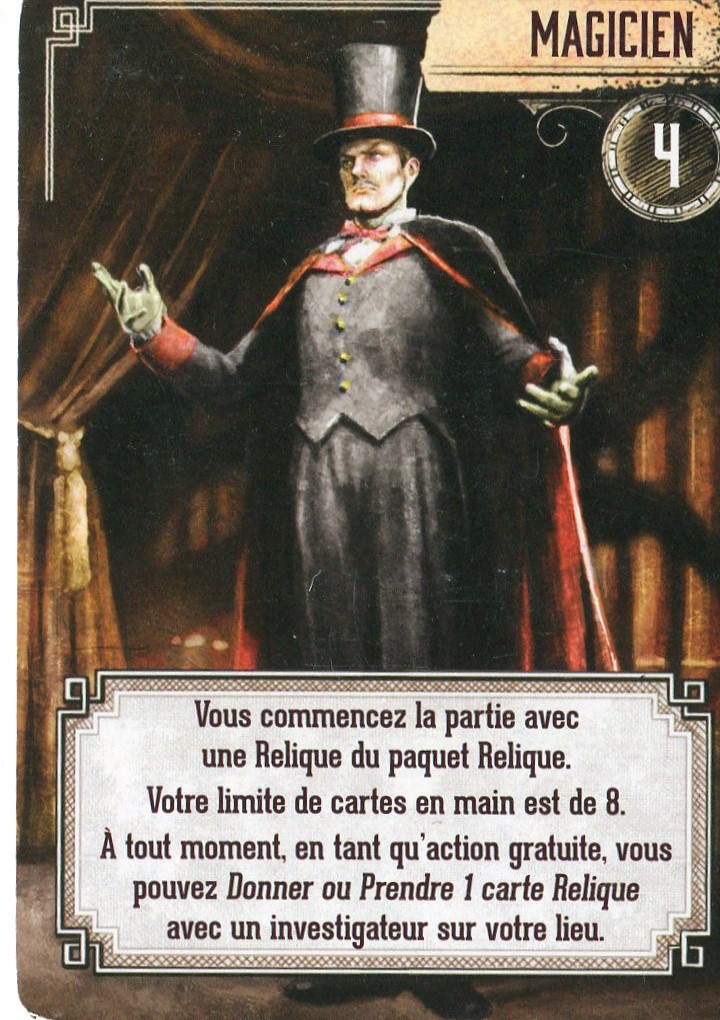 MAGICIEN
4
Vous commencez la partie avec
une Relique du paquet Relique.
Votre limite de cartes en main est de 8.
À tout moment, en tant qu'action gratuite, vous
pouvez Donner ou Prendre 1 carte Relique
avec un investigateur sur votre lieu.